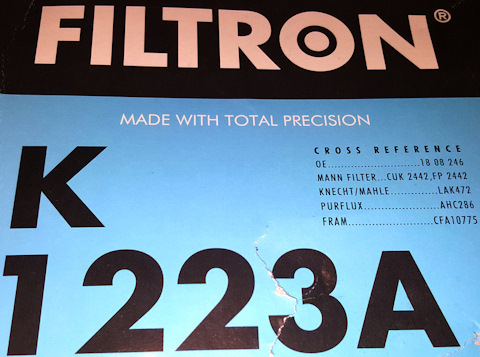 FILTRON®
MADE WITH TOTAL PRECISION
K
CROSS REFERENCE
OE..............................18 08 246
MANN FILTER...CUK 2442,FP 2442
KNECHT/MAHLE................LAK472
PURFLUX.........................AHC286
FRAM...........................CFA10775
1223A